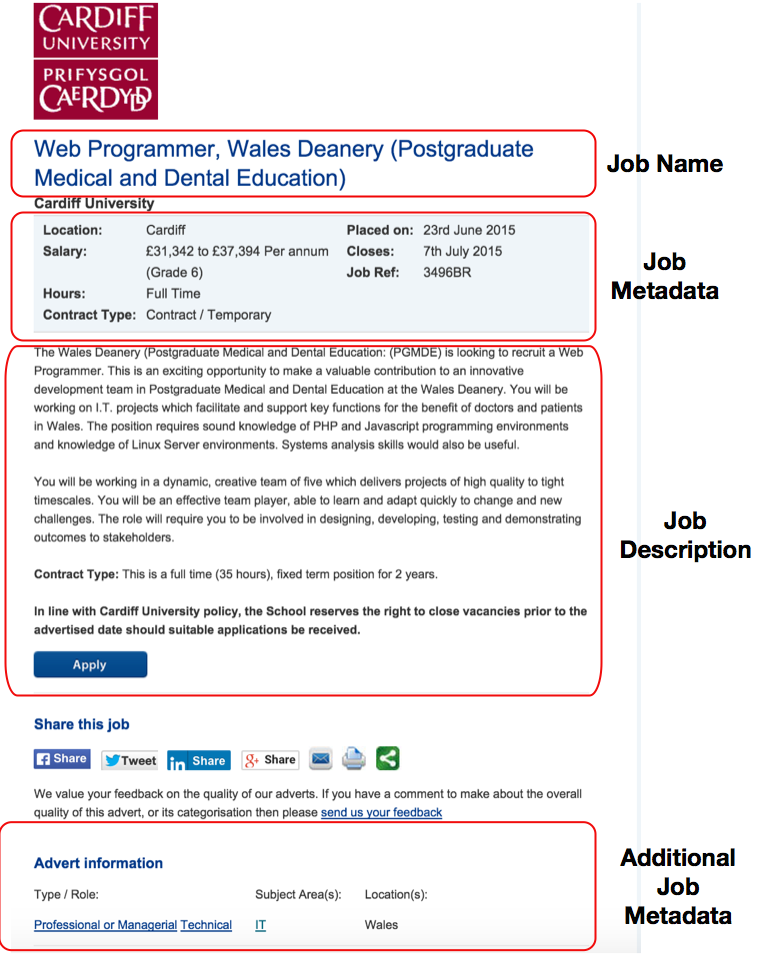 CARDIFF
UNIVERSITY
PRIFYSGOL
CAERDYDD
Web Programmer, Wales Deanery (Postgraduate
Medical and Dental Education)
Job Name
Cardiff University
Location: Cardiff Placed on: 23rd June 2015
Salary: £31,342 to £37,394 Per annum Closes: 7th July 2015
(Grade 6) Job Ref: 3496BR
Hours: Full Time
Contract Type: Contract / Temporary
Job
Metadata
The Wales Deanery (Postgraduate Medical and Dental Education: (PGMDE) is looking to recruit a Web
Programmer. This is an exciting opportunity to make a valuable contribution to an innovative
development team in Postgraduate Medical and Dental Education at the Wales Deanery. You will be
working on I.T. projects which facilitate and support key functions for the benefit of doctors and patients
in Wales. The position requires sound knowledge of PHP and Javascript programming environments
and knowledge of Linux Server environments. Systems analysis skills would also be useful.
You will be working in a dynamic, creative team of five which delivers projects of high quality to tight
timescales. You will be an effective team player, able to learn and adapt quickly to change and new
challenges. The role will require you to be involved in designing, developing, testing and demonstrating
outcomes to stakeholders.
Job
Description
Contract Type: This is a full time (35 hours), fixed term position for 2 years.
In line with Cardiff University policy, the School reserves the right to close vacancies prior to the
advertised date should suitable applications be received.
Apply
Share this job
f Share Tweet in Share g+ Share
We value your feedback on the quality of our adverts. If you have a comment to make about the overall
quality of this advert, or its categorisation then please send us your feedback
Advert information
Type / Role: Subject Area(s): Location(s):
Professional or Managerial Technical IT Wales
Additional
Job
Metadata